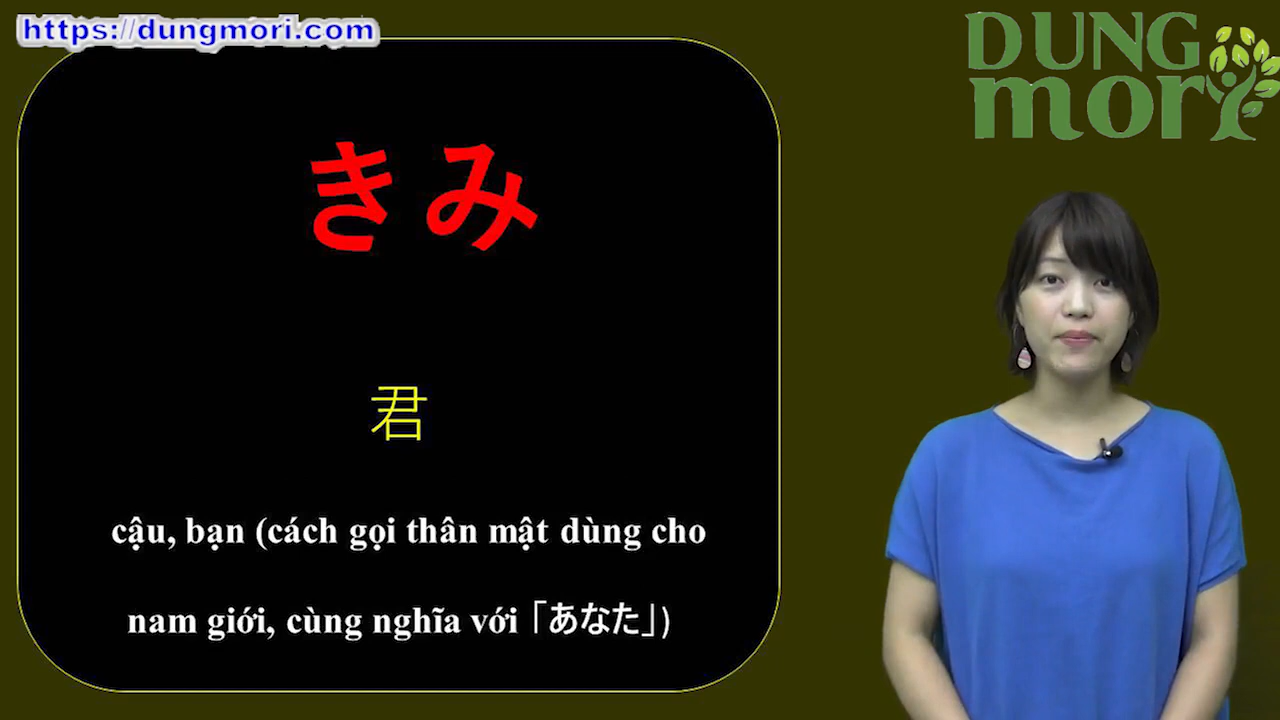 https://dungmori.com
DUNG
mori
きみ
君
cậu, bạn (cách gọi thân mật dùng cho
nam giới, cùng nghĩa với 「あなた」)